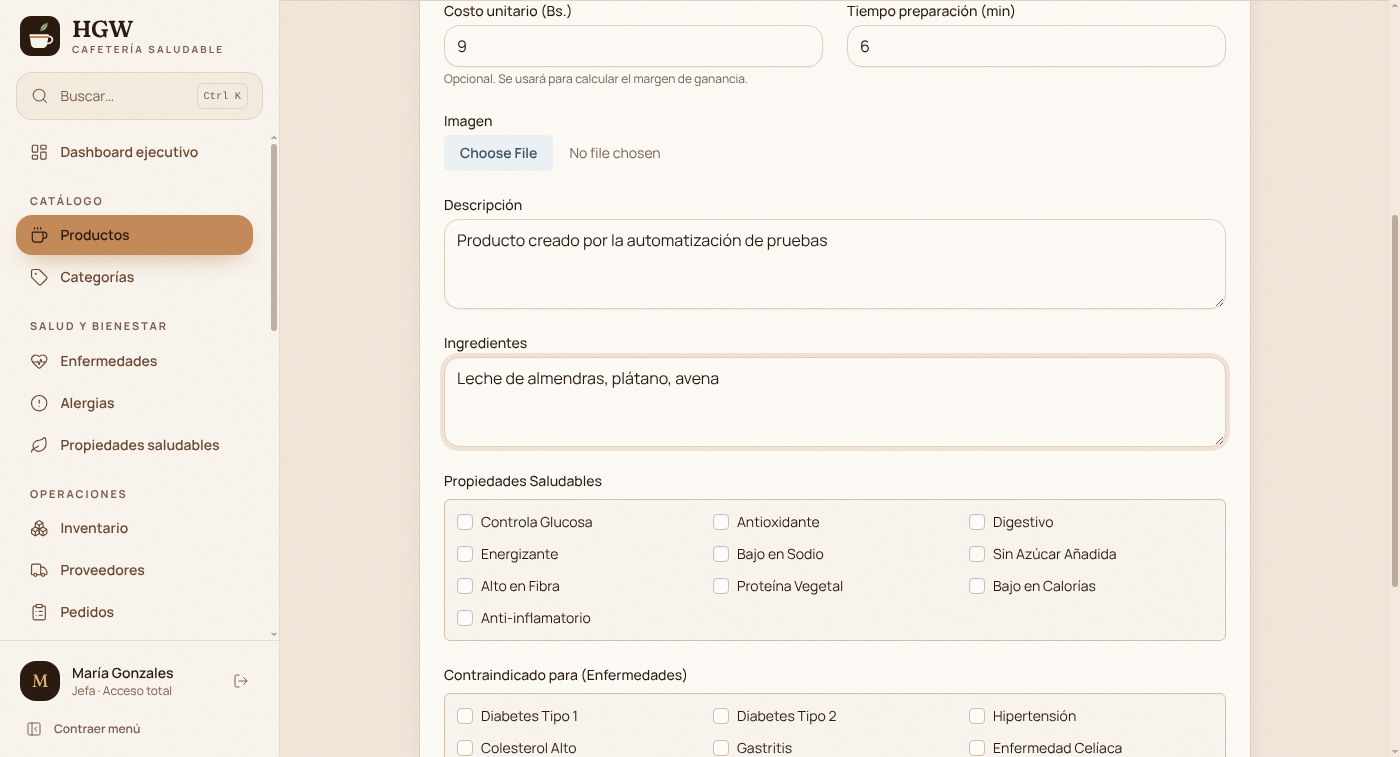 HGW
CAFETERÍA SALUDABLE
Buscar...
Ctrl K
Dashboard ejecutivo
CATÁLOGO
Productos
Categorías
SALUD Y BIENESTAR
Enfermedades
Alergias
Propiedades saludables
OPERACIONES
Inventario
Proveedores
Pedidos
M
María Gonzales
Jefa · Acceso total
Contraer menú
Costo unitario (Bs.)
Tiempo preparación (min)
9
6
Opcional. Se usará para calcular el margen de ganancia.
Imagen
Choose File No file chosen
Descripción
Producto creado por la automatización de pruebas
Ingredientes
Leche de almendras, plátano, avena
Propiedades Saludables
Controla Glucosa Antioxidante Digestivo
Energizante Bajo en Sodio Sin Azúcar Añadida
Alto en Fibra Proteína Vegetal Bajo en Calorías
Anti-inflamatorio
Contraindicado para (Enfermedades)
Diabetes Tipo 1 Diabetes Tipo 2 Hipertensión
Colesterol Alto Gastritis Enfermedad Celíaca